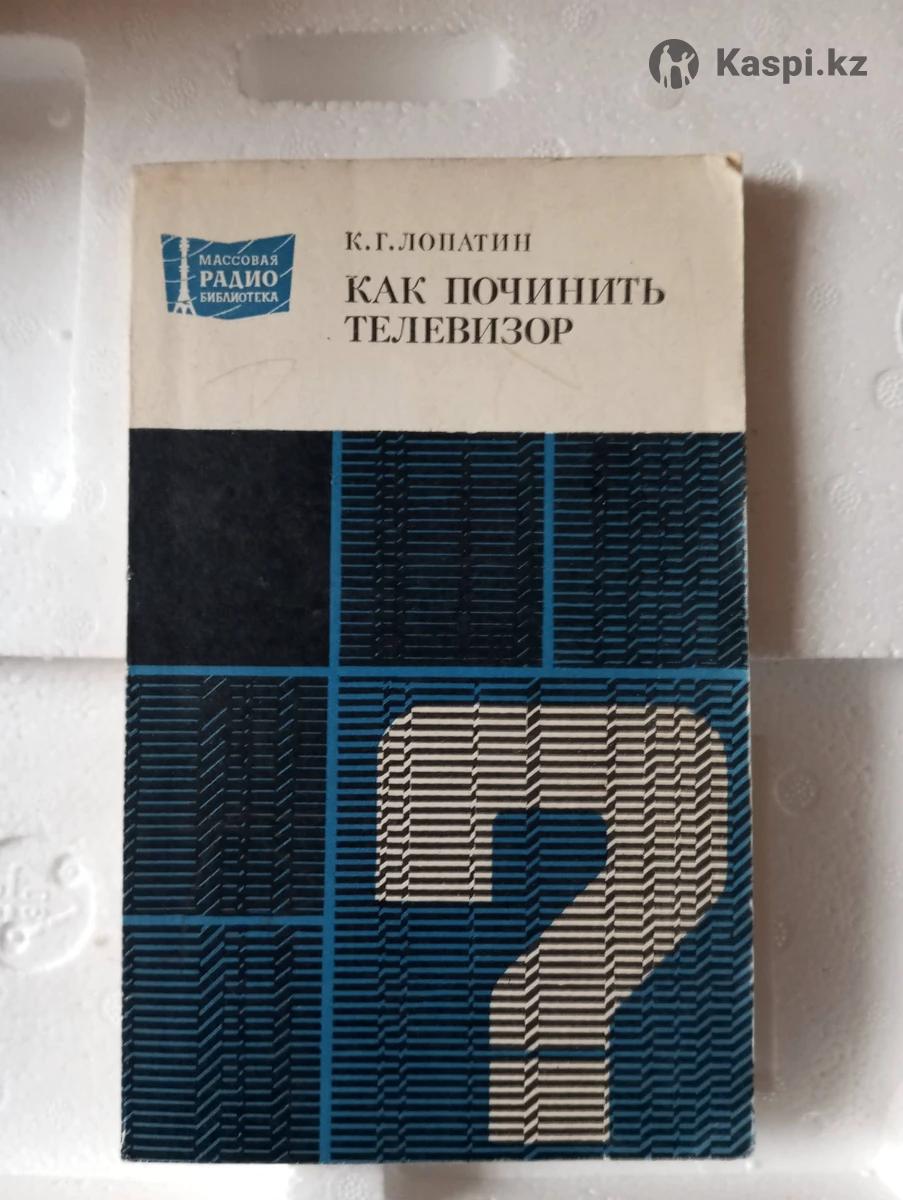 Kaspi.kz
К.Г.ЛОПАТИН
КАК ПОЧИНИТЬ
ТЕЛЕВИЗОР
МАССОВАЯ
РАДИО
БИБЛИОТЕКА